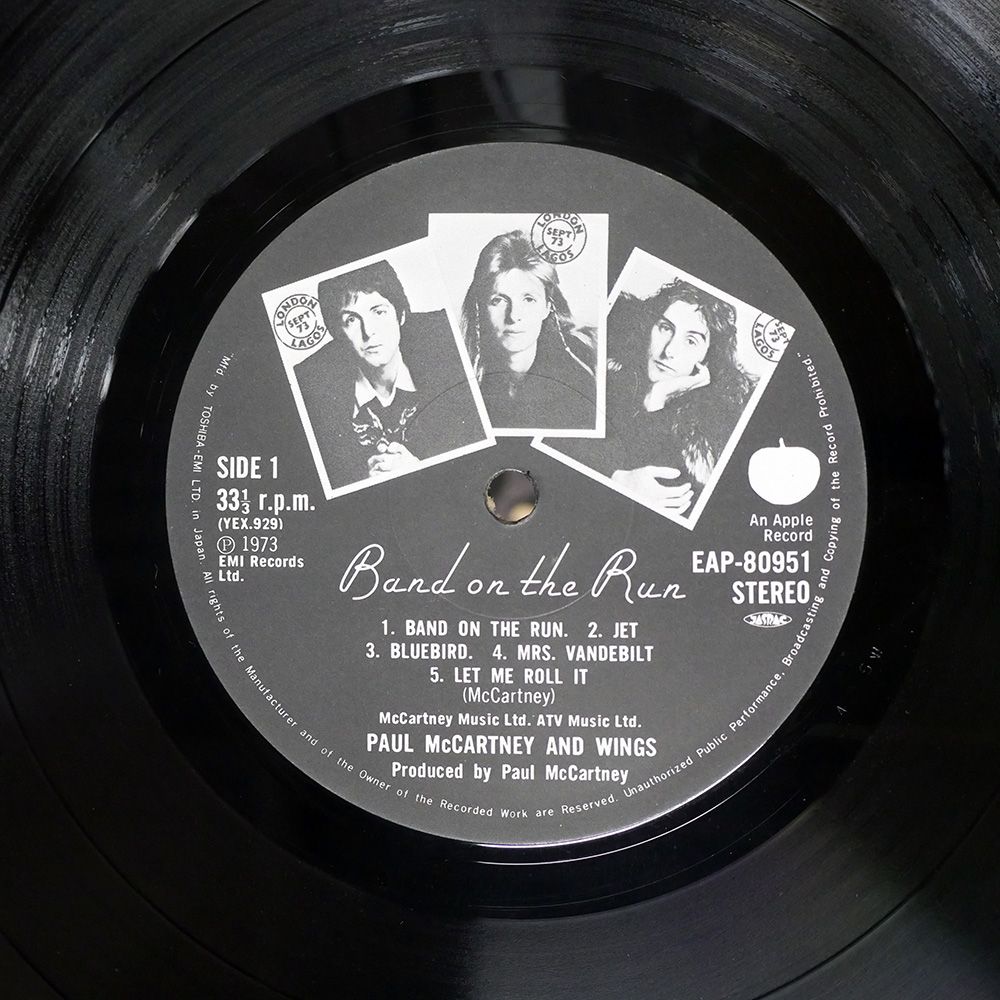 LONDON
SEPT
73
LAGOS
LONDON
SEPT
73
LAGOS
SEPT
73
LAGOS
SIDE 1
33⅓ r.p.m.
(YEX.929)
Ⓟ 1973
EMI Records
Ltd.
An Apple
Record
EAP-80951
STEREO
JASRAC
Band on the Run
1. BAND ON THE RUN. 2. JET
3. BLUEBIRD. 4. MRS. VANDEBILT
5. LET ME ROLL IT
(McCartney)
McCartney Music Ltd. ATV Music Ltd.
PAUL McCARTNEY AND WINGS
Produced by Paul McCartney
"Mfd. by TOSHIBA-EMI LTD. in Japan. All rights of the Manufacturer and of the Owner of the Recorded Work are Reserved. Unauthorized Public Performance, Broadcasting and Copying of the Record Prohibited."